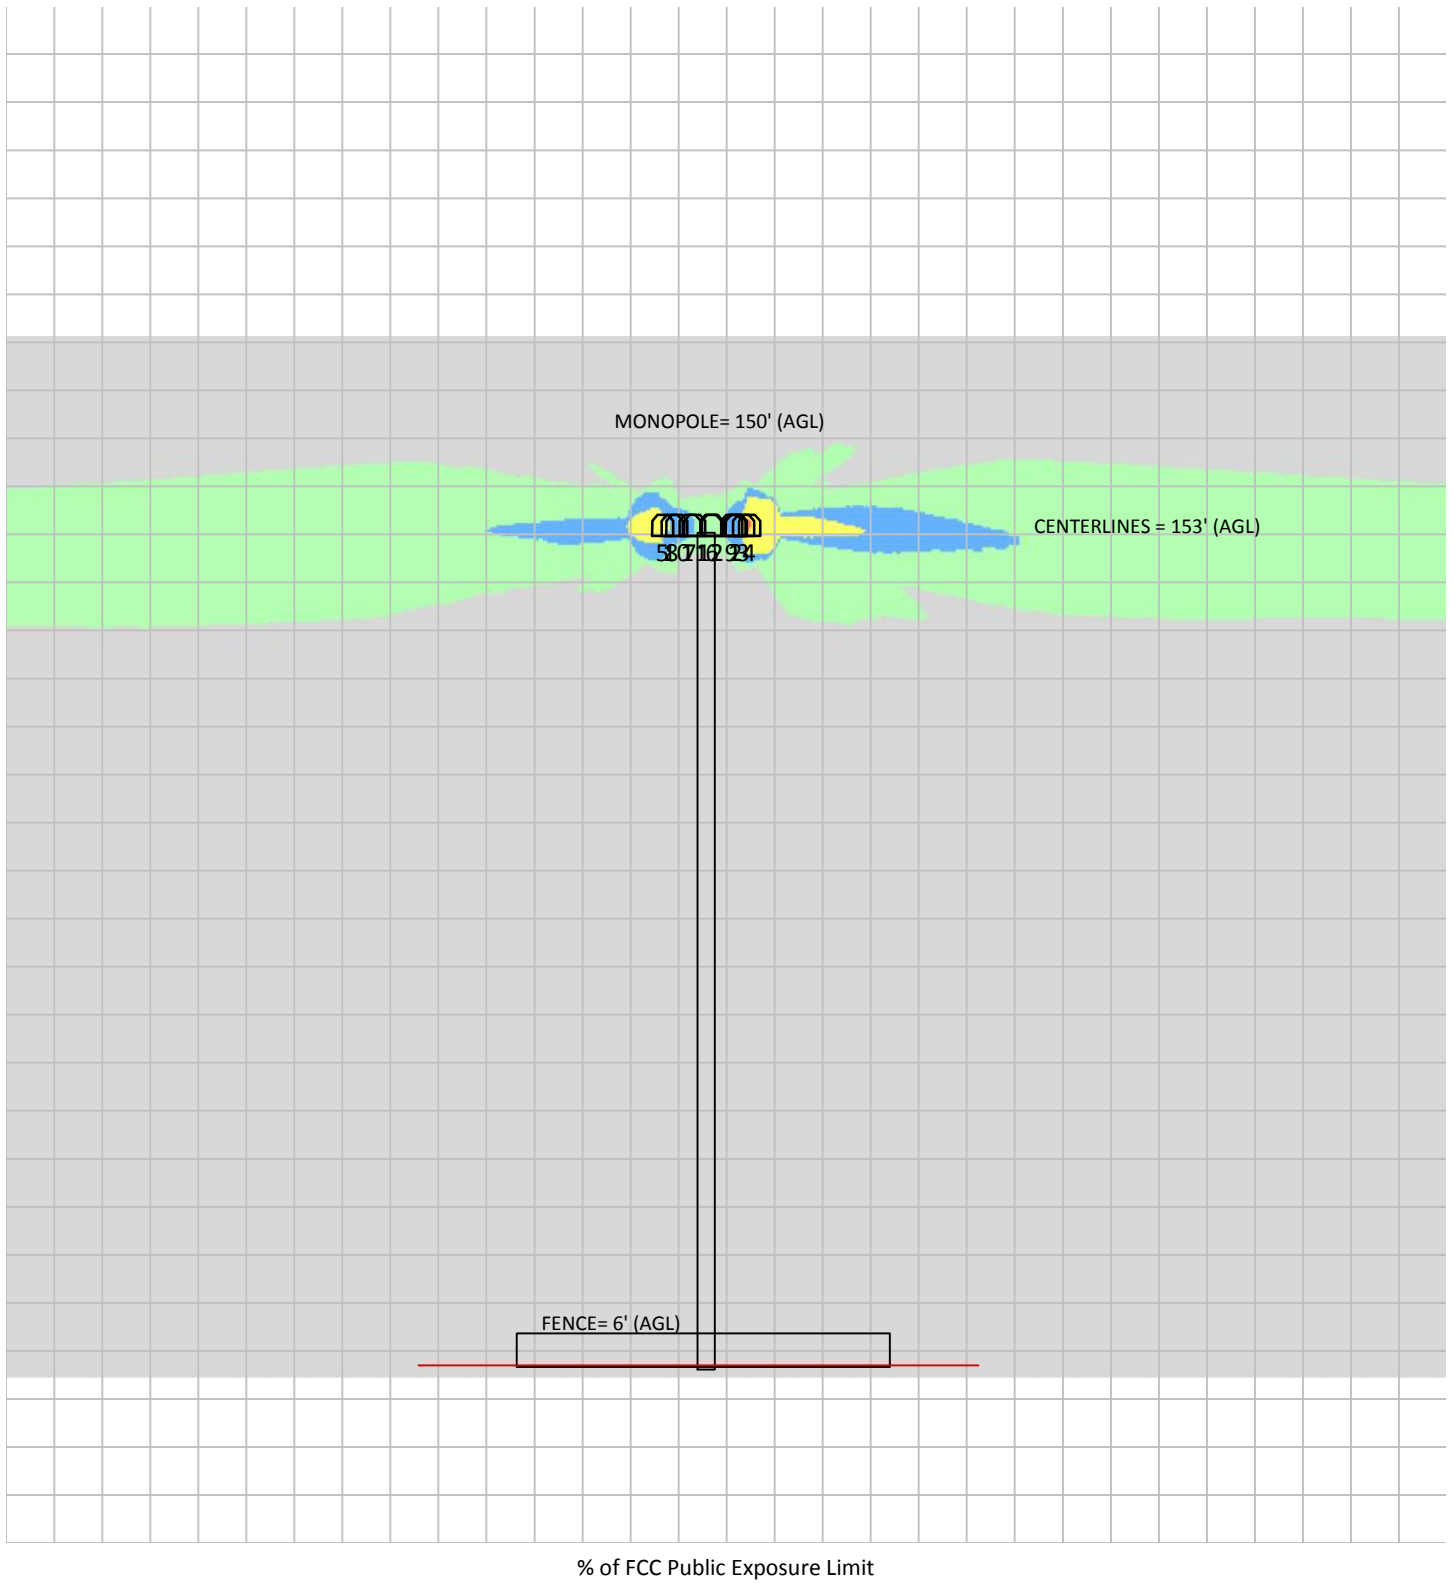 MONOPOLE= 150' (AGL)
CENTERLINES = 153' (AGL)
FENCE= 6' (AGL)
% of FCC Public Exposure Limit